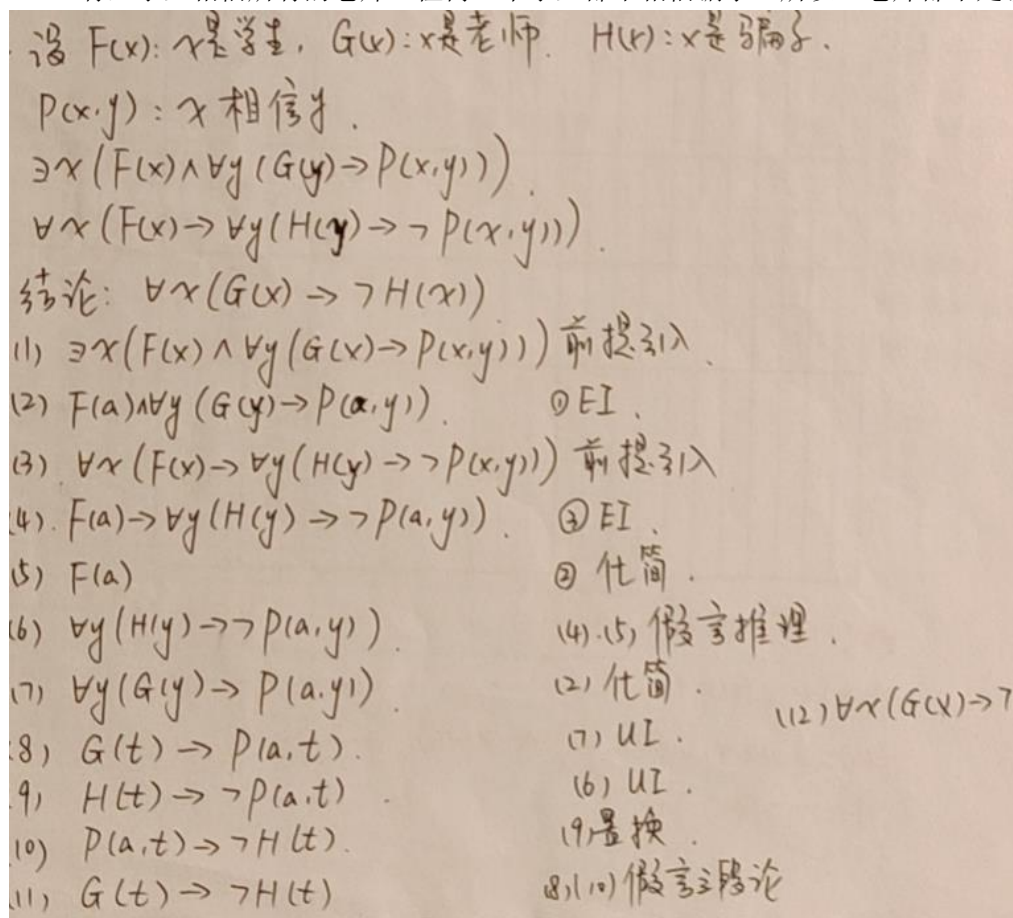 设 F(x): x是学生, G(x): x是老师. H(x): x是骗子.
P(x,y): x 相信y.
∃x(F(x)∧∀y(G(y)→P(x,y))).
∀x(F(x)→∀y(H(y)→¬P(x,y))).
结论: ∀x(G(x)→¬H(x))
(1) ∃x(F(x)∧∀y(G(x)→P(x,y))) 前提引入.
(2) F(a)∧∀y(G(y)→P(a,y)). ①EI.
(3) ∀x(F(x)→∀y(H(y)→¬P(x,y))) 前提引入
(4). F(a)→∀y(H(y)→¬P(a,y)). ③EI.
(5) F(a) ② 化简.
(6) ∀y(H(y)→¬P(a,y)). (4).(5) 假言推理.
(7) ∀y(G(y)→P(a,y)). (2) 化简.
(12) ∀x(G(x)→¬
(8) G(t)→P(a,t). (7) UI.
(9) H(t)→¬P(a,t). (6) UI.
(10) P(a,t)→¬H(t). (9)置换.
(11) G(t)→¬H(t) (8)(10)假言三段论